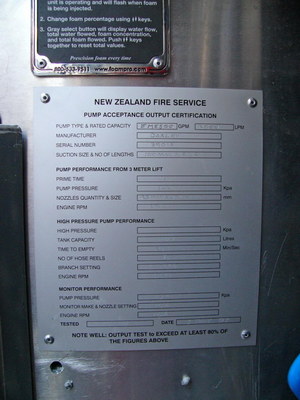 unit is operating and will flash when foam
is being injected.
2. Change foam percentage using ↑↓ keys.
3. Gray select button will display water flow,
total water flowed, foam concentration,
and total foam flowed. Push ↑↓ keys
together to reset total values.
Precision foam every time
800-533-9511 www.foampro.com
NEW ZEALAND FIRE SERVICE
PUMP ACCEPTANCE OUTPUT CERTIFICATION
PUMP TYPE & RATED CAPACITY GPM LPM
MANUFACTURER
SERIAL NUMBER
SUCTION SIZE & NO OF LENGTHS
PUMP PERFORMANCE FROM 3 METER LIFT
PRIME TIME
PUMP PRESSURE Kpa
NOZZLES QUANTITY & SIZE mm
ENGINE RPM
HIGH PRESSURE PUMP PERFORMANCE
HIGH PRESSURE Kpa
TANK CAPACITY Litres
TIME TO EMPTY Min/Sec
NO OF HOSE REELS
BRANCH SETTING
ENGINE RPM
MONITOR PERFORMANCE
PUMP PRESSURE Kpa
MONITOR MAKE & NOZZLE SETTING
ENGINE RPM
TESTED DATE
NOTE WELL: OUTPUT TEST to EXCEED AT LEAST 80% OF
THE FIGURES ABOVE